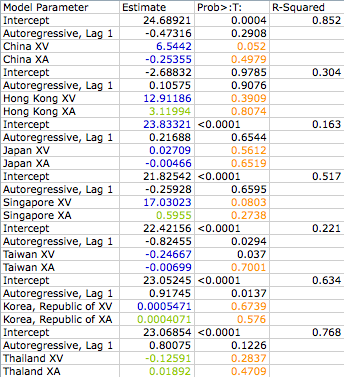 Model Parameter Estimate Prob>:T: R-Squared
Intercept 24.68921 0.0004 0.852
Autoregressive, Lag 1 -0.47316 0.2908
China XV 6.5442 0.052
China XA -0.25355 0.4979
Intercept -2.68832 0.9785 0.304
Autoregressive, Lag 1 0.10575 0.9076
Hong Kong XV 12.91186 0.3909
Hong Kong XA 3.11994 0.8074
Intercept 23.83321 <0.0001 0.163
Autoregressive, Lag 1 0.21688 0.6544
Japan XV 0.02709 0.5612
Japan XA -0.00466 0.6519
Intercept 21.82542 <0.0001 0.517
Autoregressive, Lag 1 -0.25928 0.6595
Singapore XV 17.03023 0.0803
Singapore XA 0.5955 0.2738
Intercept 22.42156 <0.0001 0.221
Autoregressive, Lag 1 -0.82455 0.0294
Taiwan XV -0.24667 0.037
Taiwan XA -0.00699 0.7001
Intercept 23.05245 <0.0001 0.634
Autoregressive, Lag 1 0.91745 0.0137
Korea, Republic of XV 0.0005471 0.6739
Korea, Republic of XA 0.0004071 0.576
Intercept 23.06854 <0.0001 0.768
Autoregressive, Lag 1 0.80075 0.1226
Thailand XV -0.12591 0.2837
Thaland XA 0.01892 0.4709